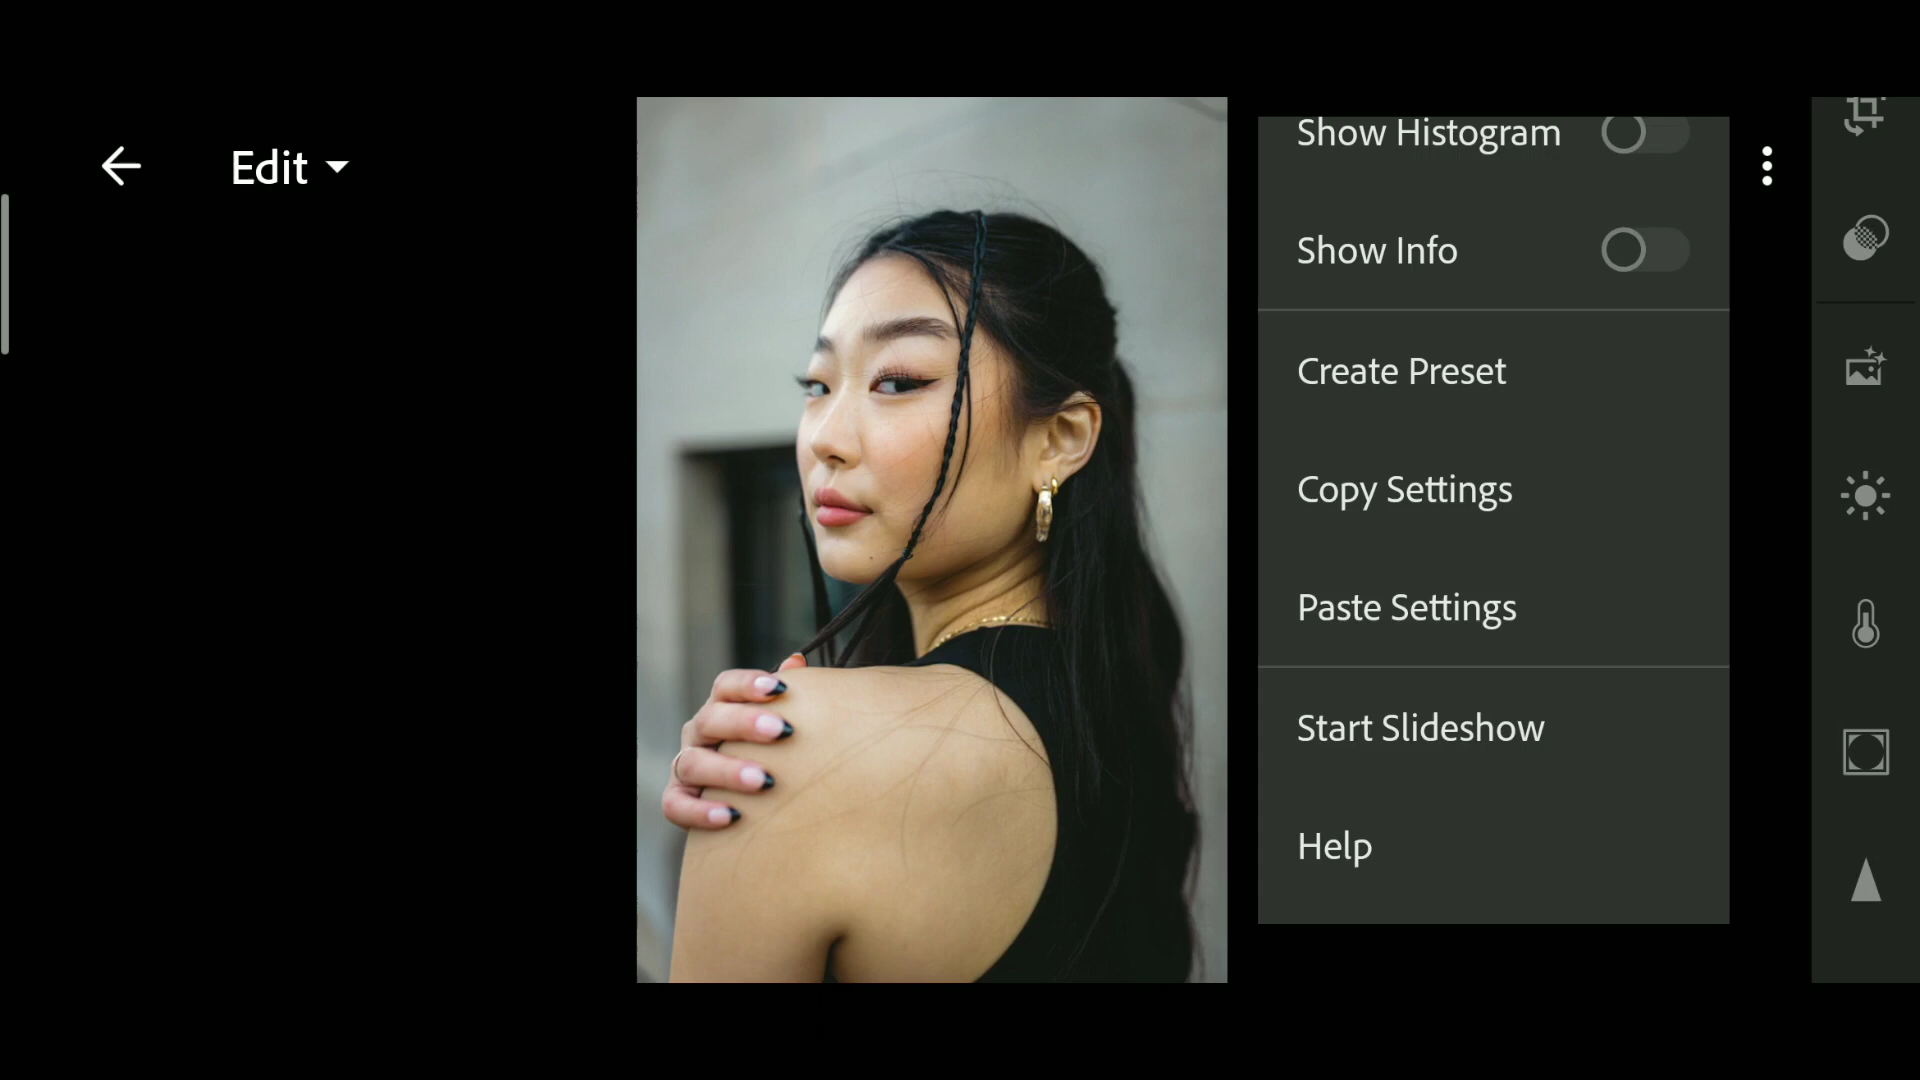 Edit
Show Histogram
Show Info
Create Preset
Copy Settings
Paste Settings
Start Slideshow
Help